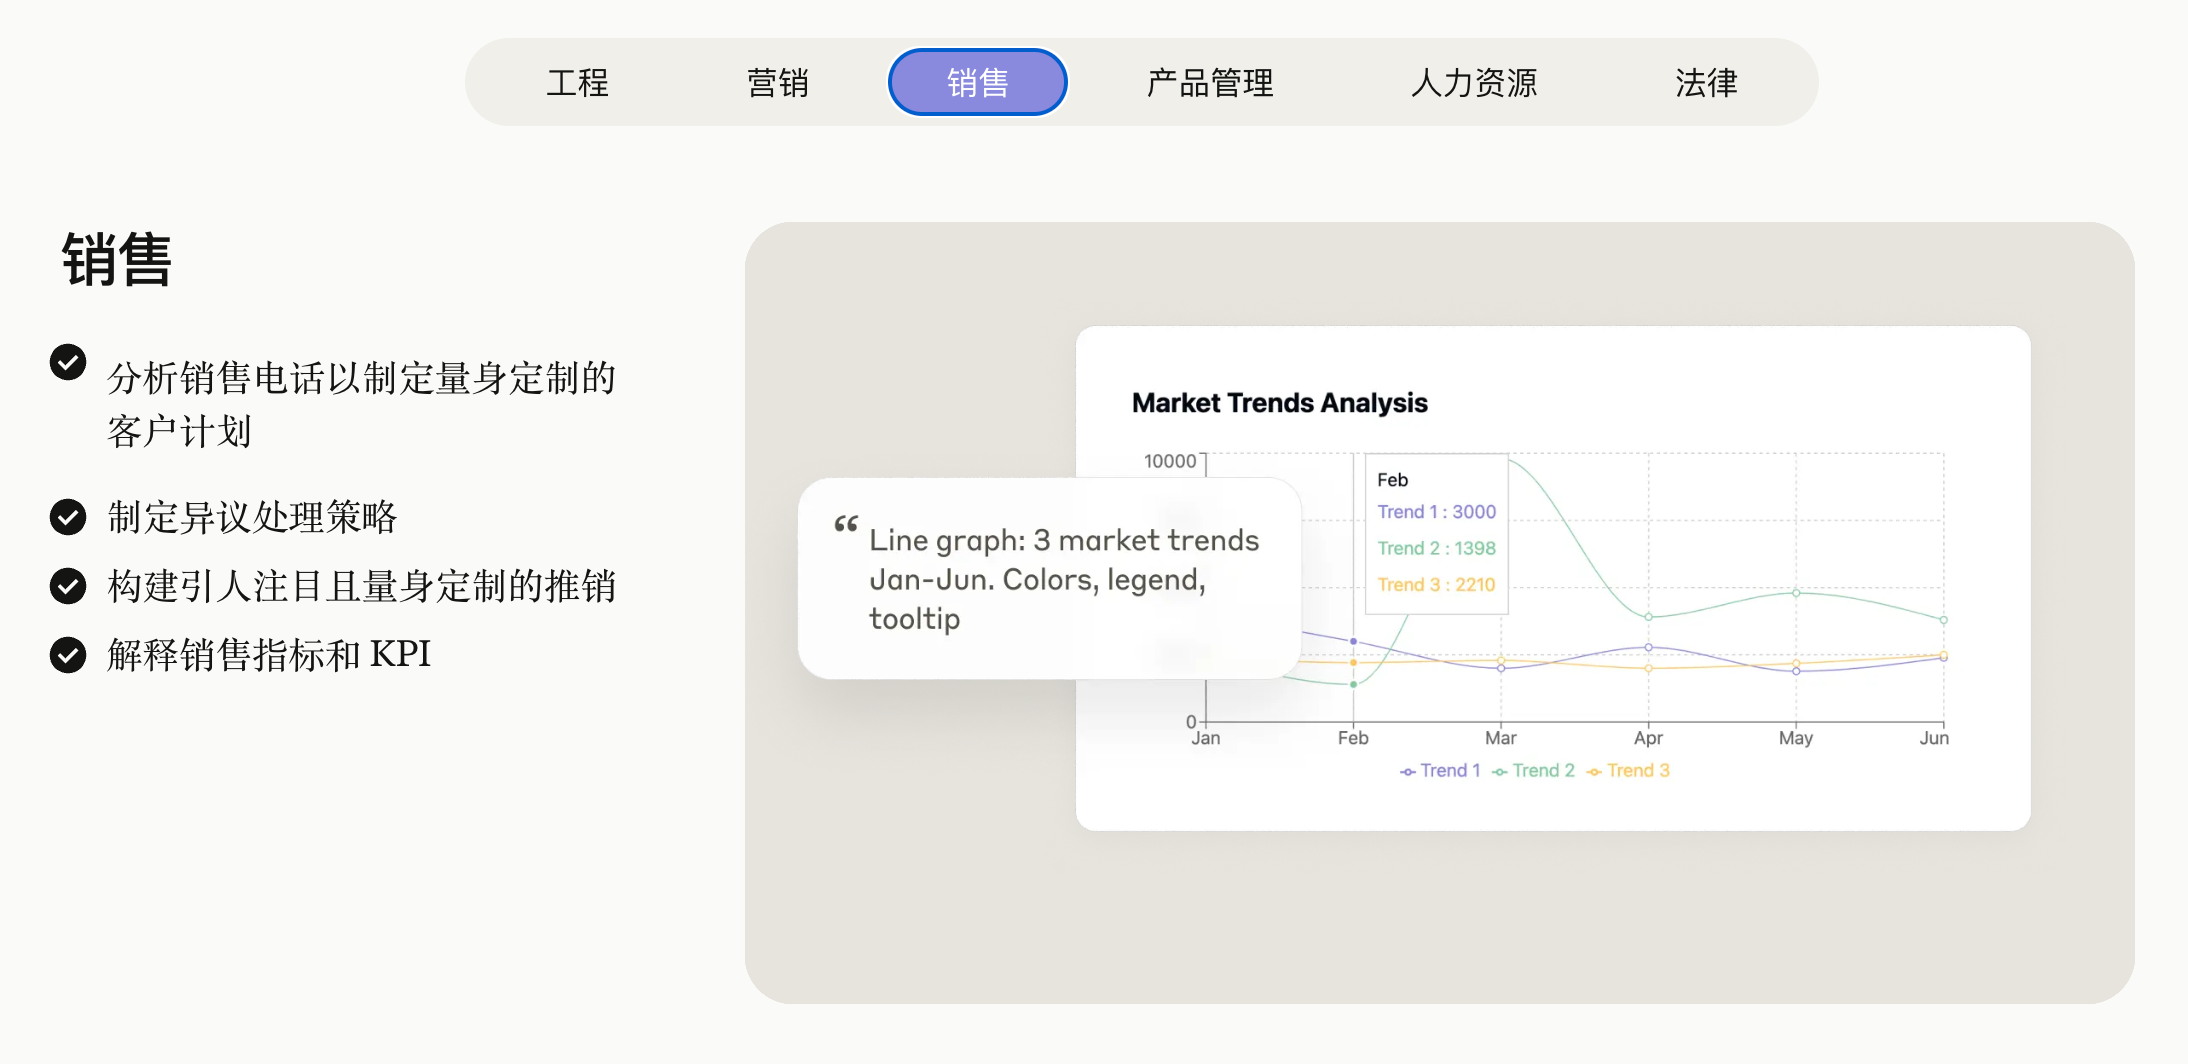 工程
营销
销售
产品管理
人力资源
法律
销售
分析销售电话以制定量身定制的
客户计划
制定异议处理策略
构建引人注目且量身定制的推销
解释销售指标和 KPI
Market Trends Analysis
10000
Feb
Trend 1 : 3000
Trend 2 : 1398
Trend 3 : 2210
“ Line graph: 3 market trends
Jan-Jun. Colors, legend,
tooltip
0
Jan Feb Mar Apr May Jun
Trend 1 Trend 2 Trend 3